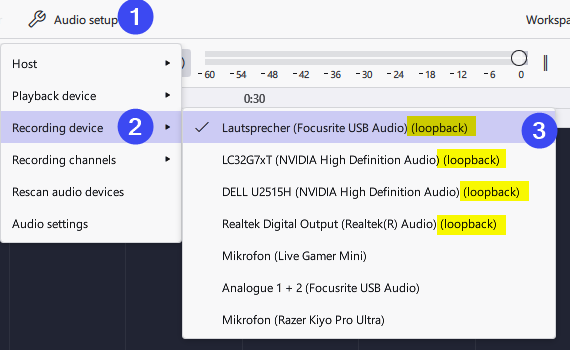 Audio setup
1
Workspa
-60 -54 -48 -42 -36 -30 -24 -18 -12 -6 0
0:30
Host
Playback device
Recording device
2
Recording channels
Rescan audio devices
Audio settings
3
Lautsprecher (Focusrite USB Audio) (loopback)
LC32G7xT (NVIDIA High Definition Audio) (loopback)
DELL U2515H (NVIDIA High Definition Audio) (loopback)
Realtek Digital Output (Realtek(R) Audio) (loopback)
Mikrofon (Live Gamer Mini)
Analogue 1 + 2 (Focusrite USB Audio)
Mikrofon (Razer Kiyo Pro Ultra)